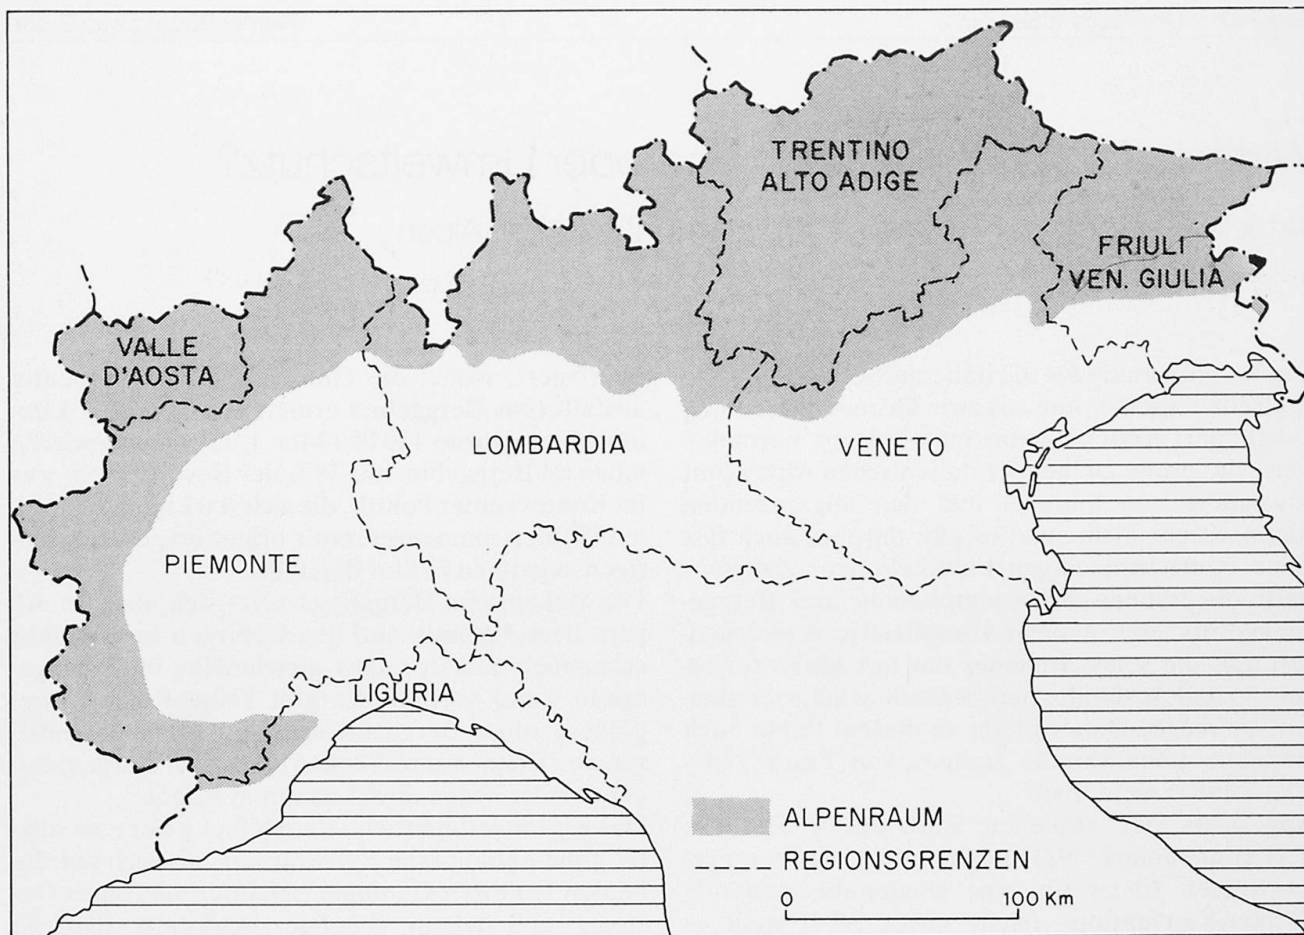 TRENTINO
ALTO ADIGE
FRIULI
VEN. GIULIA
VALLE
D'AOSTA
LOMBARDIA
VENETO
PIEMONTE
LIGURIA
ALPENRAUM
REGIONSGRENZEN
0 100 Km